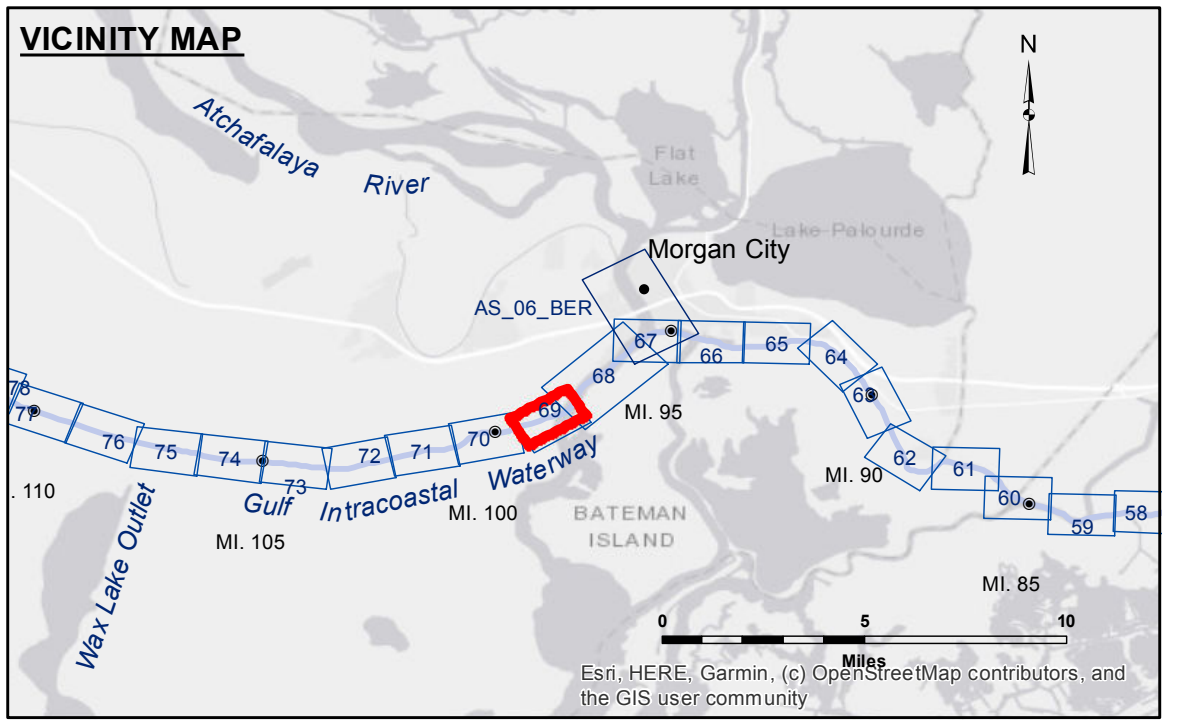 VICINITY MAP
N
Atchafalaya
River
Flat
Lake
Lake Palourde
Morgan City
AS_06_BER
67
66
65
64
63
62
61
60
59
58
68
69
70
71
72
73
74
75
76
77
78
MI. 95
MI. 90
MI. 85
MI. 100
MI. 105
. 110
Gulf Intracoastal Waterway
Wax Lake Outlet
BATEMAN
ISLAND
0 5 10
Miles
Esri, HERE, Garmin, (c) OpenStreetMap contributors, and
the GIS user community